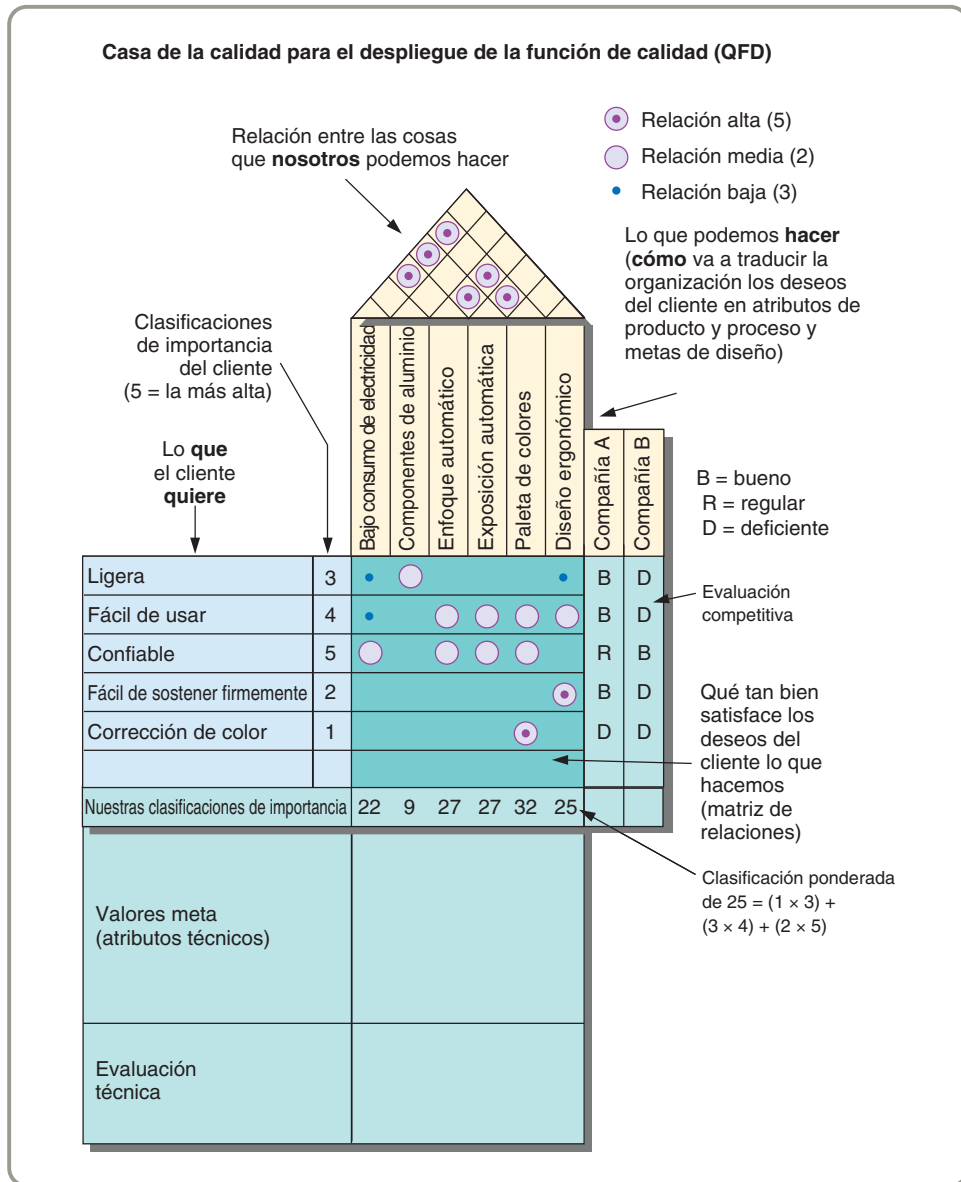 Casa de la calidad para el despliegue de la función de calidad (QFD)
Relación entre las cosas
que nosotros podemos hacer
Relación alta (5)
Relación media (2)
Relación baja (3)
Lo que podemos hacer
(cómo va a traducir la
organización los deseos
del cliente en atributos de
producto y proceso y
metas de diseño)
Clasificaciones
de importancia
del cliente
(5 = la más alta)
Lo que
el cliente
quiere
Bajo consumo de electricidad
Componentes de aluminio
Enfoque automático
Exposición automática
Paleta de colores
Diseño ergonómico
Compañía A
Compañía B
B = bueno
R = regular
D = deficiente
Ligera 3 B D
Fácil de usar 4 B D
Confiable 5 R B
Fácil de sostener firmemente 2 B D
Corrección de color 1 D D
Nuestras clasificaciones de importancia 22 9 27 27 32 25
Evaluación
competitiva
Qué tan bien
satisface los
deseos del
cliente lo que
hacemos
(matriz de
relaciones)
Clasificación ponderada
de 25 = (1 × 3) +
(3 × 4) + (2 × 5)
Valores meta
(atributos técnicos)
Evaluación
técnica